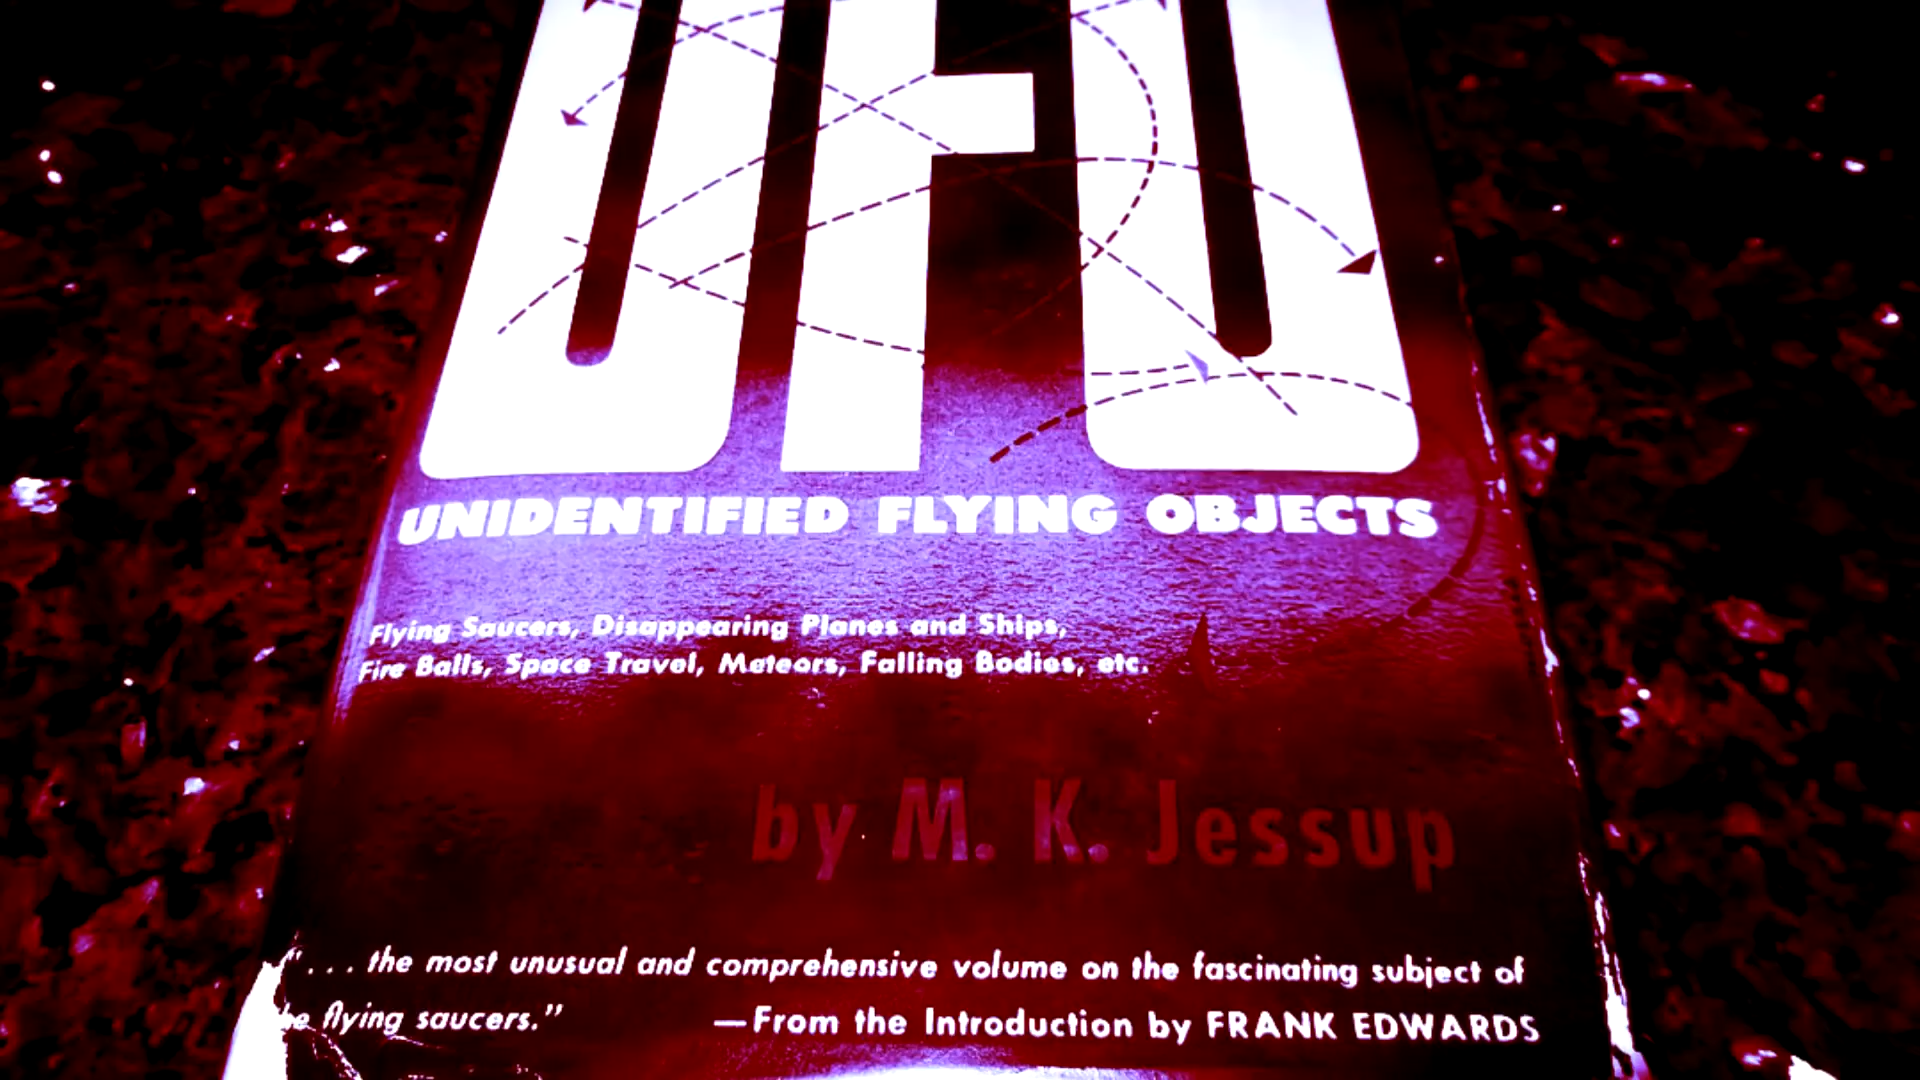 UFO
UNIDENTIFIED FLYING OBJECTS
Flying Saucers, Disappearing Planes and Ships,
Fire Balls, Space Travel, Meteors, Falling Bodies, etc.
by M. K. Jessup
". . . the most unusual and comprehensive volume on the fascinating subject of
the flying saucers." —From the Introduction by FRANK EDWARDS